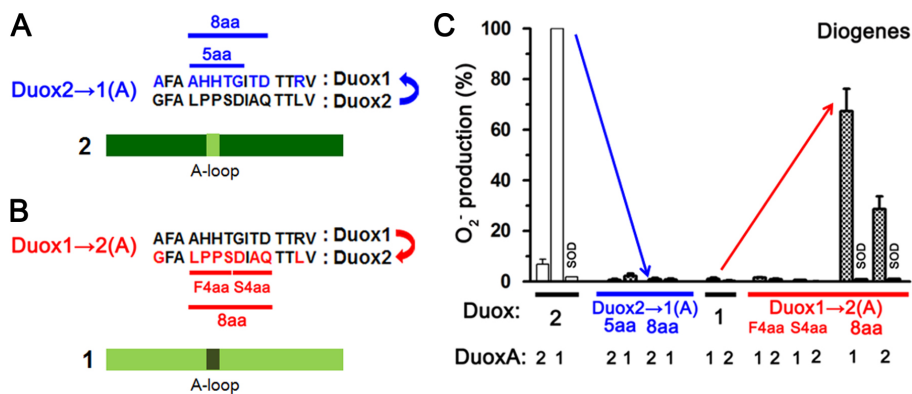 A
8aa
5aa
Duox2→1(A)
AFA AHHTGITD TTRV : Duox1
GFA LPPSDIAQ TTLV : Duox2
2
A-loop
B
Duox1→2(A)
AFA AHHTGITD TTRV : Duox1
GFA LPPSDIAQ TTLV : Duox2
F4aa S4aa
8aa
1
A-loop
C
Diogenes
O2- production (%)
100
80
60
40
20
0
SOD
SOD
SOD
Duox: 2 Duox2→1(A) 1 Duox1→2(A)
5aa 8aa F4aa S4aa 8aa
DuoxA: 2 1 2 1 2 1 1 2 1 2 1 2 1 2